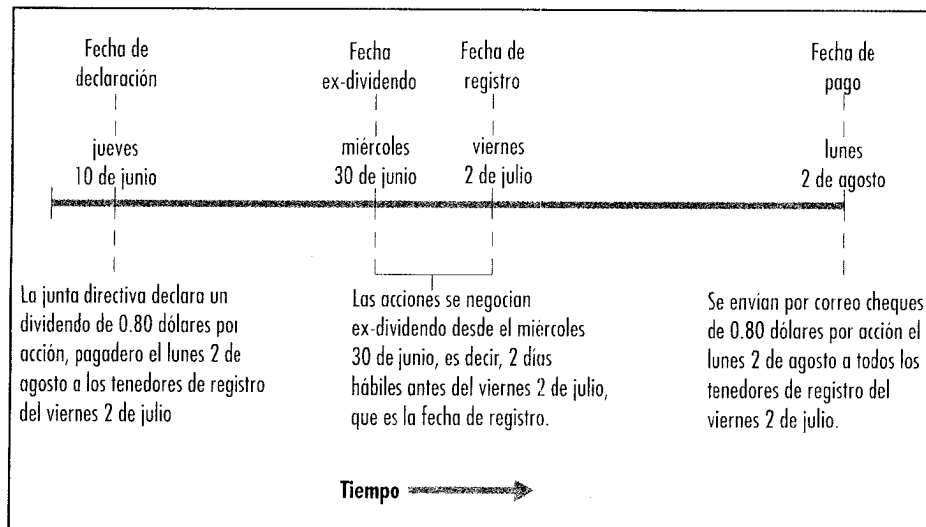 Fecha de
declaración
Fecha
ex-dividendo
Fecha de
registro
Fecha de
pago
jueves
10 de junio
miércoles
30 de junio
viernes
2 de julio
lunes
2 de agosto
La junta directiva declara un
dividendo de 0.80 dólares por
acción, pagadero el lunes 2 de
agosto a los tenedores de registro
del viernes 2 de julio
Las acciones se negocian
ex-dividendo desde el miércoles
30 de junio, es decir, 2 días
hábiles antes del viernes 2 de julio,
que es la fecha de registro.
Se envían por correo cheques
de 0.80 dólares por acción el
lunes 2 de agosto a todos los
tenedores de registro del
viernes 2 de julio.
Tiempo